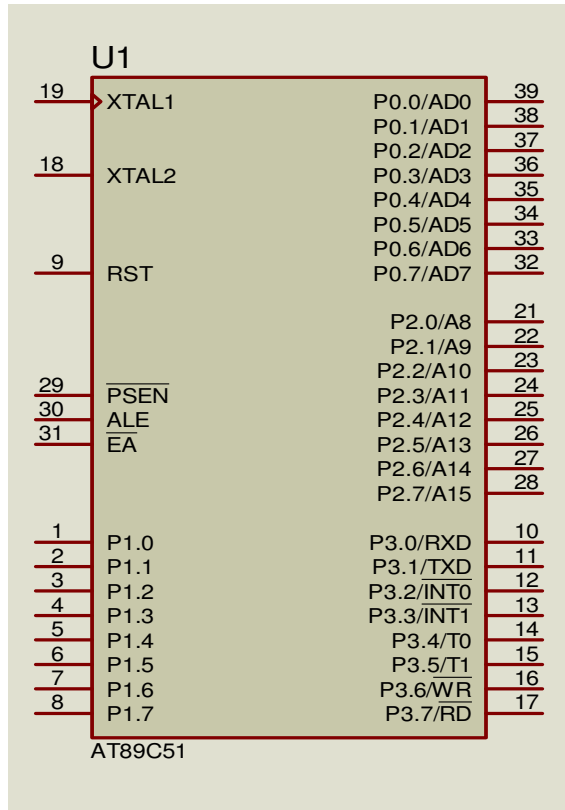 U1
19 XTAL1 P0.0/AD0 39
P0.1/AD1 38
P0.2/AD2 37
18 XTAL2 P0.3/AD3 36
P0.4/AD4 35
P0.5/AD5 34
P0.6/AD6 33
9 RST P0.7/AD7 32
P2.0/A8 21
P2.1/A9 22
P2.2/A10 23
29 PSEN P2.3/A11 24
30 ALE P2.4/A12 25
31 EA P2.5/A13 26
P2.6/A14 27
P2.7/A15 28
1 P1.0 P3.0/RXD 10
2 P1.1 P3.1/TXD 11
3 P1.2 P3.2/INT0 12
4 P1.3 P3.3/INT1 13
5 P1.4 P3.4/T0 14
6 P1.5 P3.5/T1 15
7 P1.6 P3.6/WR 16
8 P1.7 P3.7/RD 17
AT89C51